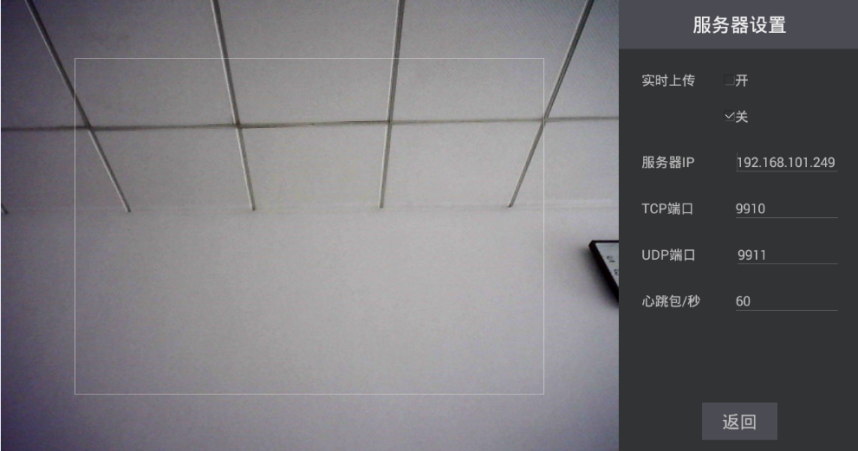 服务器设置
实时上传 开
关
服务器IP 192.168.101.249
TCP端口 9910
UDP端口 9911
心跳包/秒 60
返回